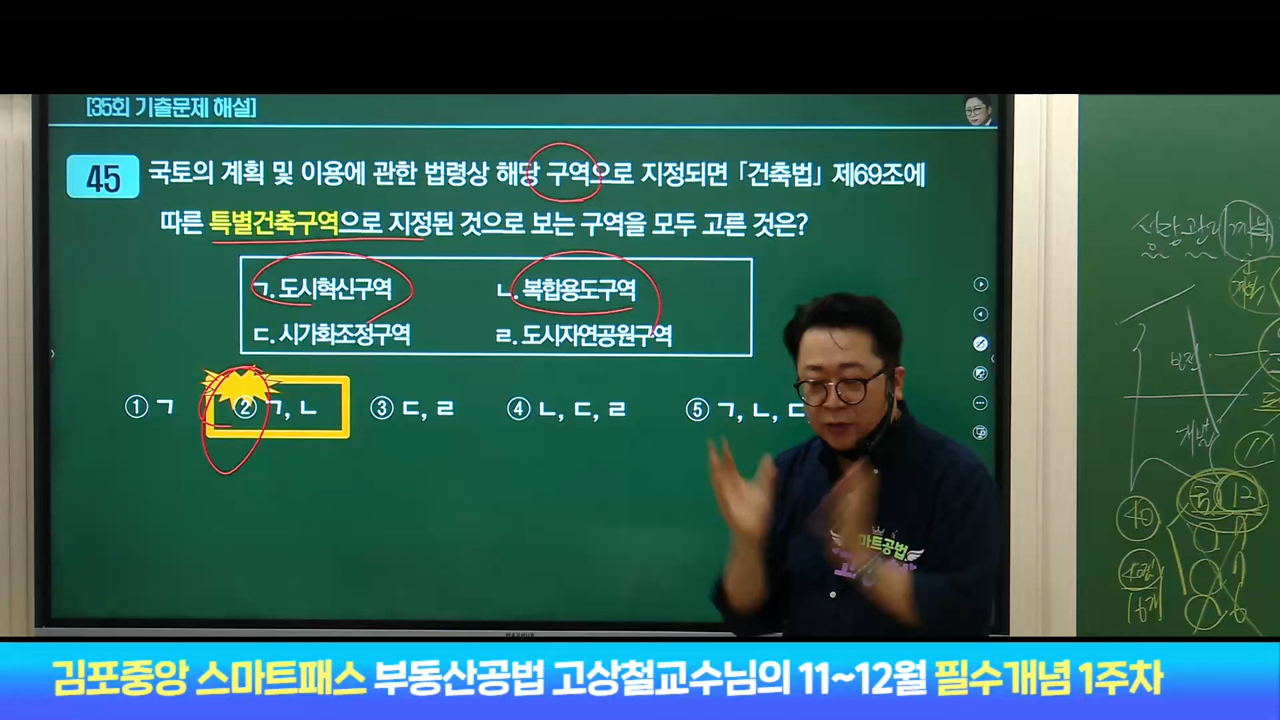 [35회 기출문제 해설]
45 국토의 계획 및 이용에 관한 법령상 해당 구역으로 지정되면 「건축법」 제69조에
따른 특별건축구역으로 지정된 것으로 보는 구역을 모두 고른 것은?
ㄱ. 도시혁신구역 ㄴ. 복합용도구역
ㄷ. 시가화조정구역 ㄹ. 도시자연공원구역
① ㄱ ② ㄱ, ㄴ ③ ㄷ, ㄹ ④ ㄴ, ㄷ, ㄹ ⑤ ㄱ, ㄴ, ㄷ
마트공법
40
12
김포중앙 스마트패스 부동산공법 고상철교수님의 11~12월 필수개념 1주차